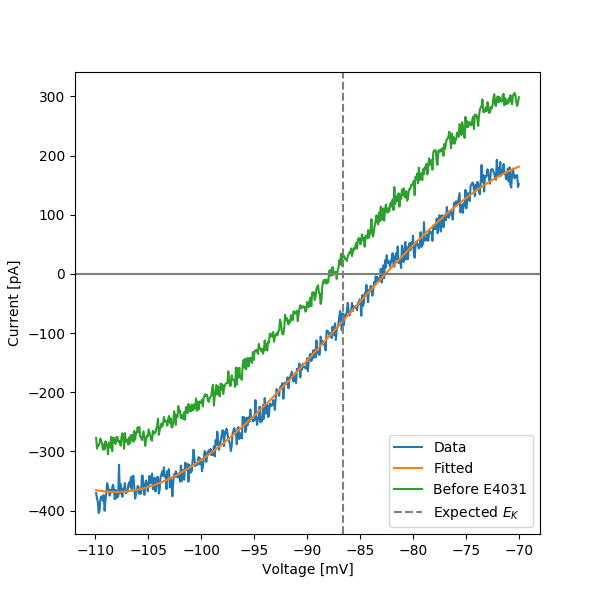 300
200
100
0
−100
−200
−300
−400
Current [pA]
Data
Fitted
Before E4031
Expected E_K
−110 −105 −100 −95 −90 −85 −80 −75 −70
Voltage [mV]